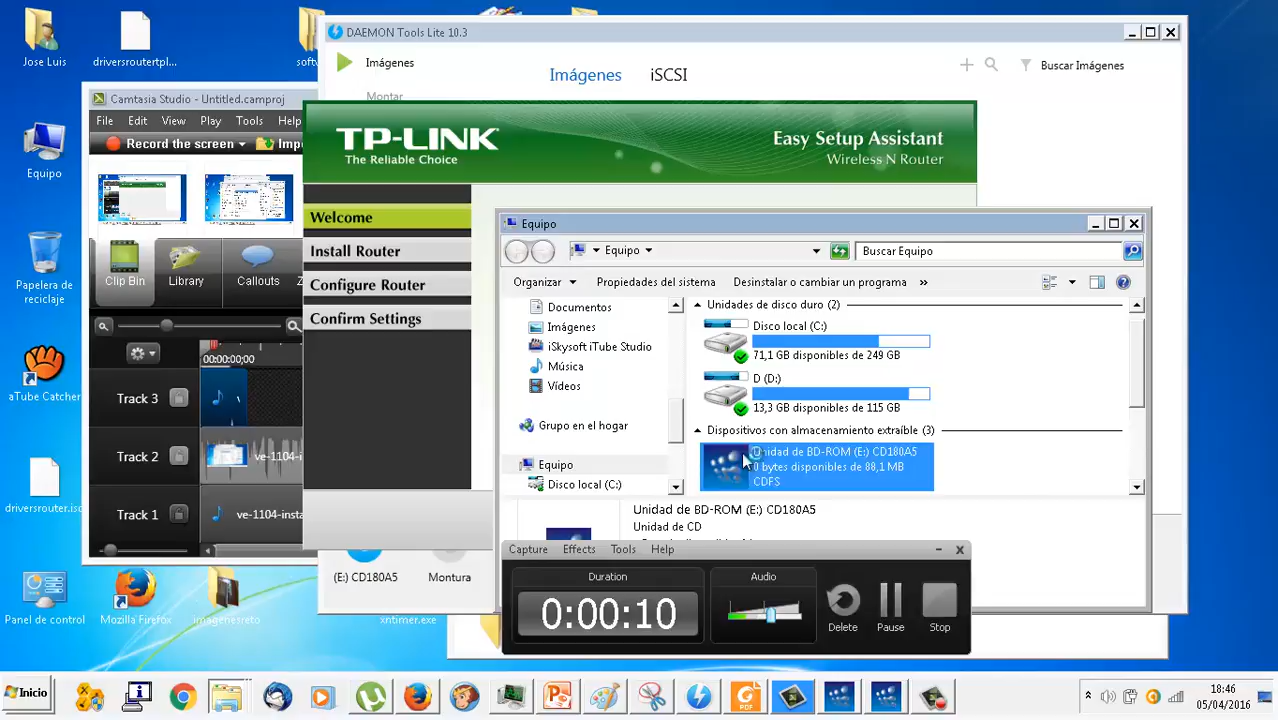 Jose Luis
driversroutertpl...
Equipo
Papelera de
reciclaje
aTube Catcher
driversrouter.iso
Panel de control
Mozilla Firefox
imagenesreto
xntimer.exe
DAEMON Tools Lite 10.3
Imágenes
Montar
Imágenes
iSCSI
Buscar Imágenes
(E:) CD180A5
Montura
Camtasia Studio - Untitled.camproj
File Edit View Play Tools Help
Record the screen
Clip Bin
Library
Callouts
00:00:00;00
Track 3
Track 2
Track 1
TP-LINK
The Reliable Choice
Easy Setup Assistant
Wireless N Router
Welcome
Install Router
Configure Router
Confirm Settings
Equipo
Equipo
Buscar Equipo
Organizar
Propiedades del sistema
Desinstalar o cambiar un programa
»
Documentos
Imágenes
iSkysoft iTube Studio
Música
Vídeos
Grupo en el hogar
Equipo
Disco local (C:)
Unidades de disco duro (2)
Disco local (C:)
71,1 GB disponibles de 249 GB
D (D:)
13,3 GB disponibles de 115 GB
Dispositivos con almacenamiento extraíble (3)
Unidad de BD-ROM (E:) CD180A5
0 bytes disponibles de 88,1 MB
CDFS
Unidad de BD-ROM (E:) CD180A5
Unidad de CD
Capture Effects Tools Help
Duration
0:00:10
Audio
Delete
Pause
Stop
Inicio
PDF
18:46
05/04/2016